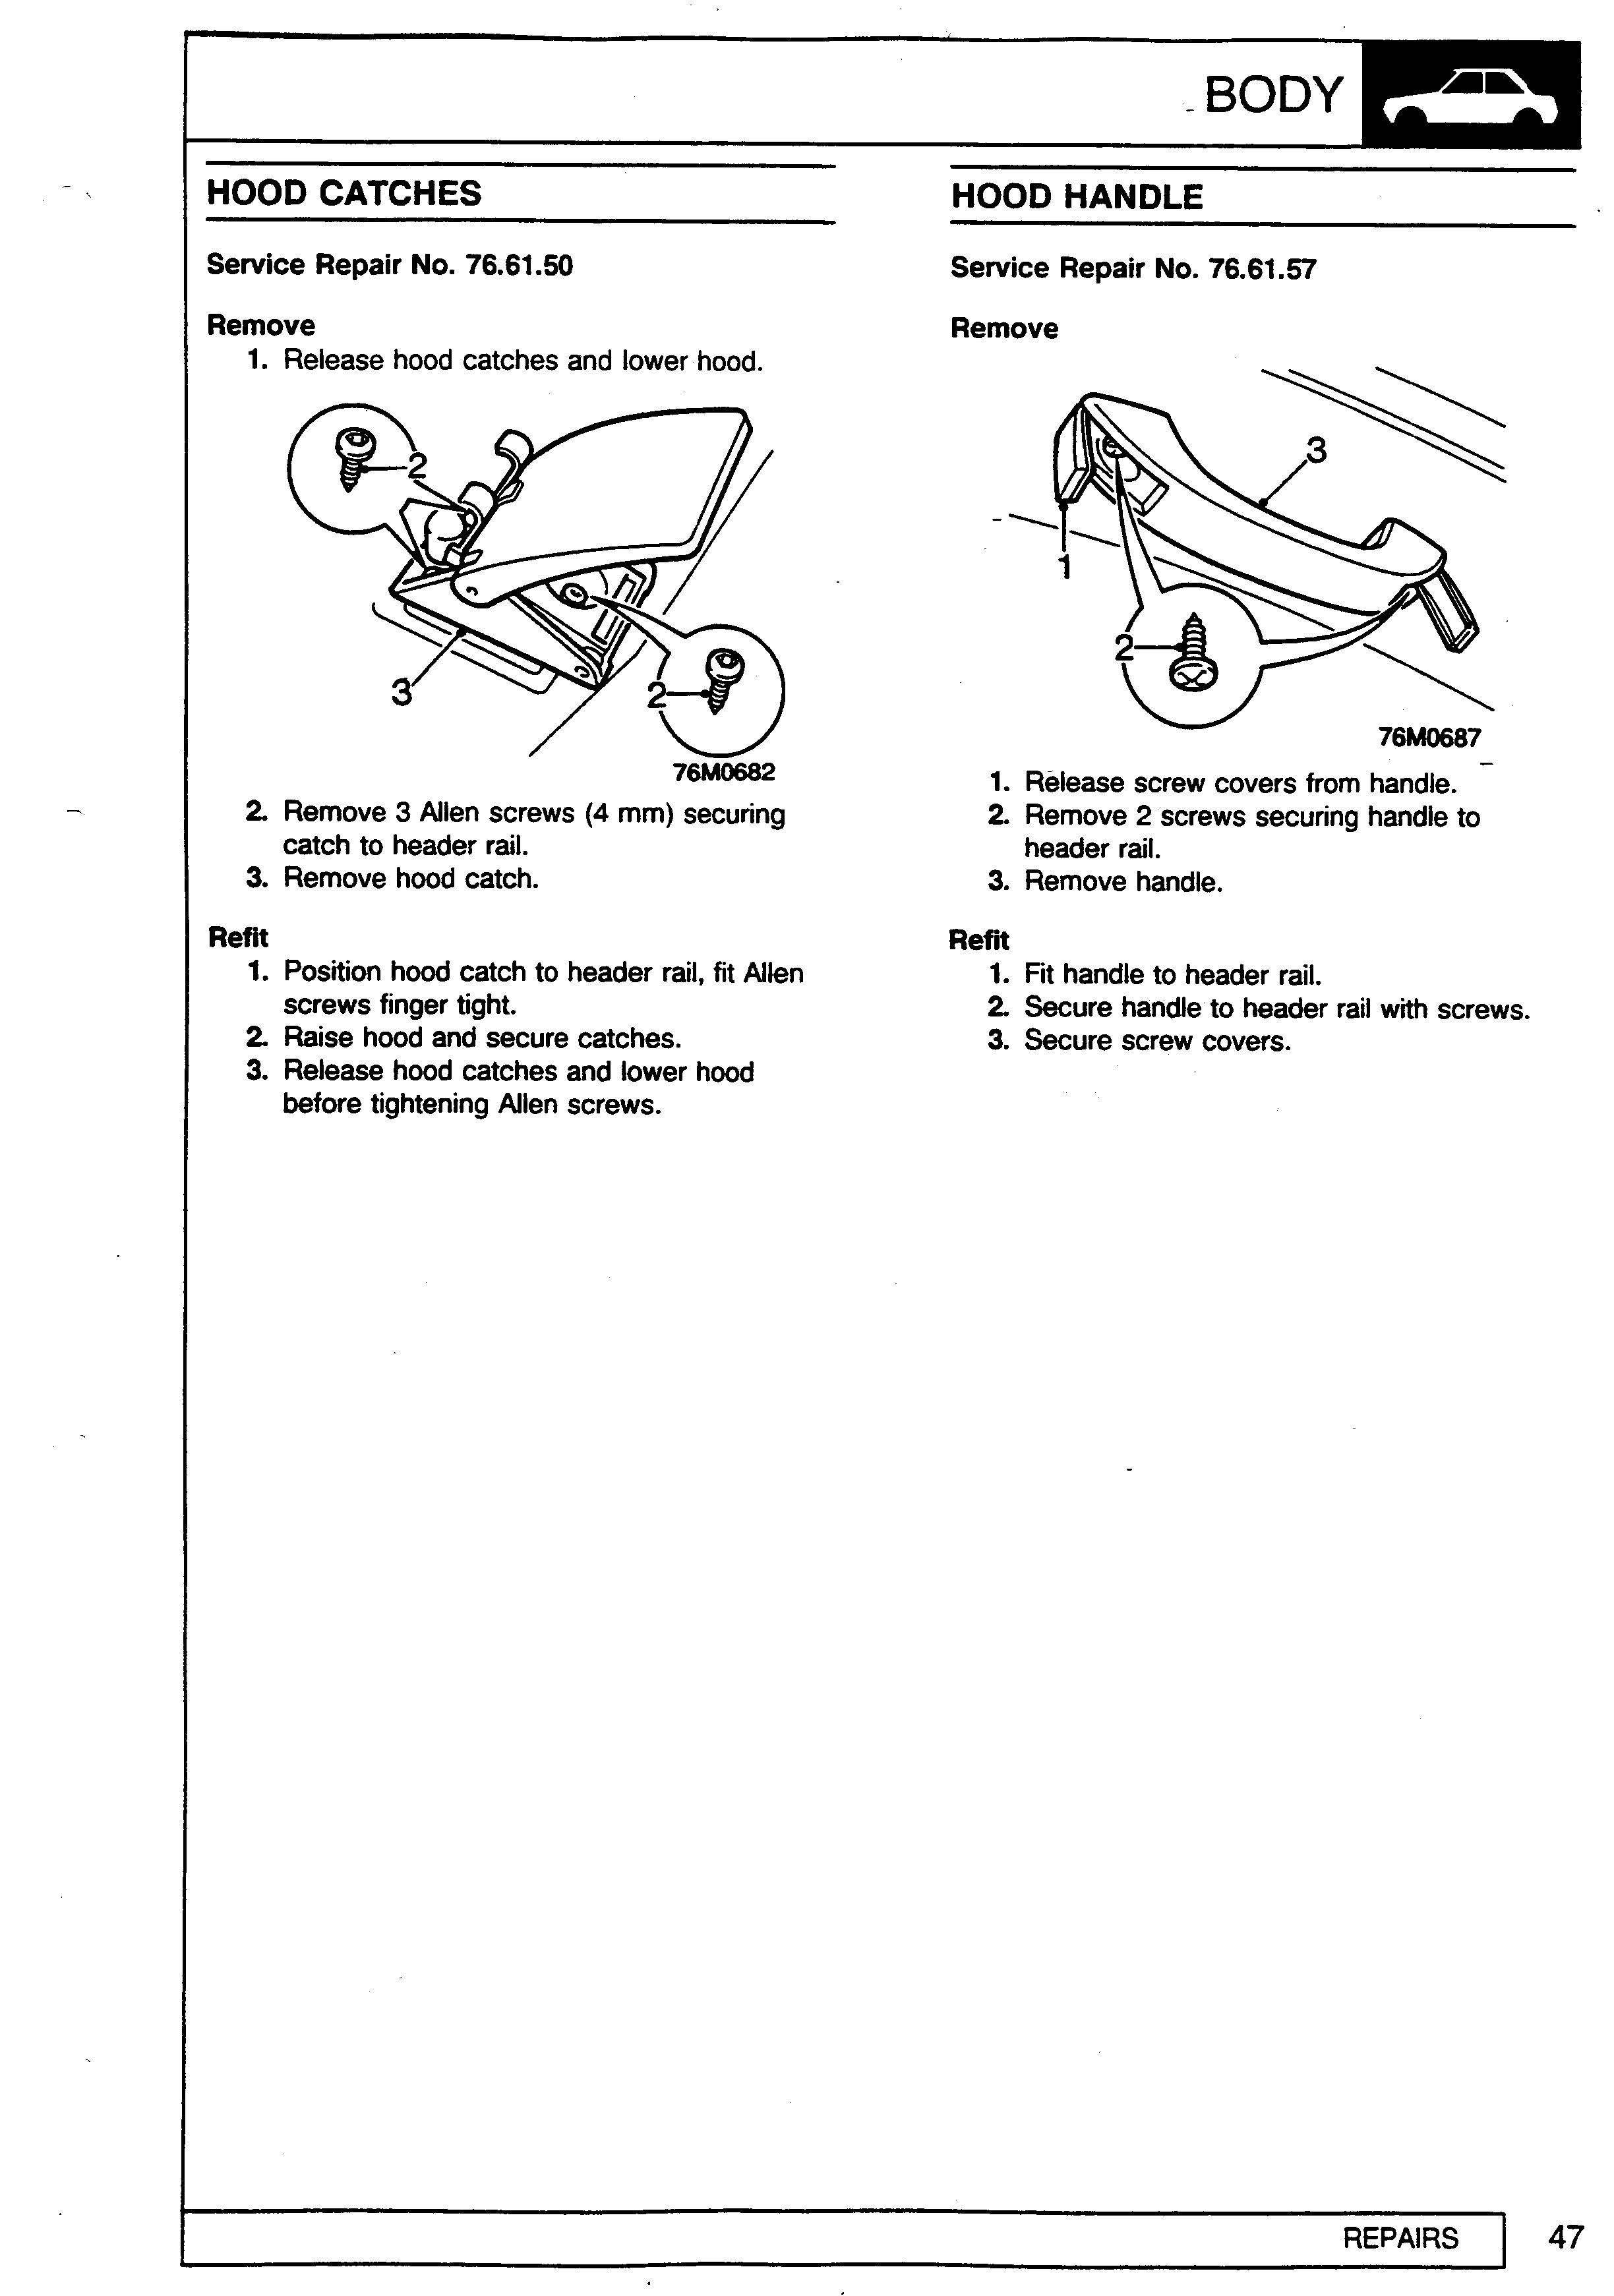 BODY
HOOD CATCHES
Service Repair No. 76.61.50
Remove
1. Release hood catches and lower hood.
2
3
2
76M0682
2. Remove 3 Allen screws (4 mm) securing
catch to header rail.
3. Remove hood catch.
Refit
1. Position hood catch to header rail, fit Allen
screws finger tight.
2. Raise hood and secure catches.
3. Release hood catches and lower hood
before tightening Allen screws.
HOOD HANDLE
Service Repair No. 76.61.57
Remove
3
1
2
76M0687
1. Release screw covers from handle.
2. Remove 2 screws securing handle to
header rail.
3. Remove handle.
Refit
1. Fit handle to header rail.
2. Secure handle to header rail with screws.
3. Secure screw covers.
REPAIRS
47